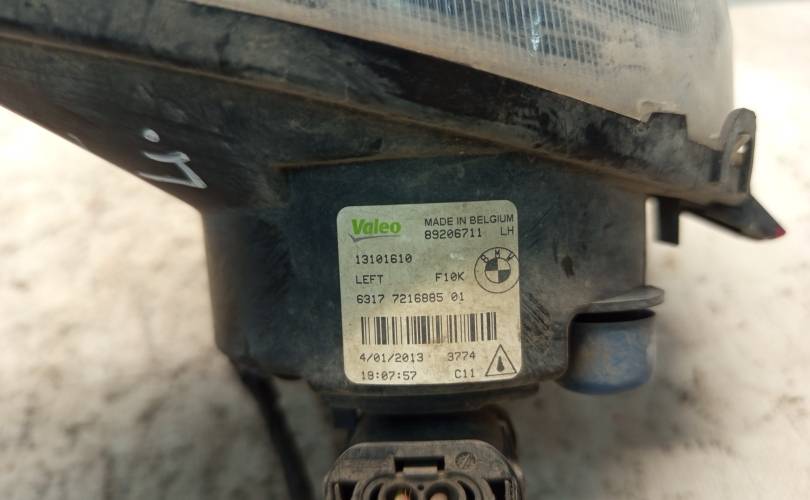 Valeo MADE IN BELGIUM
89206711 LH
13101610
LEFT F10K BMW
6317 7216885 01
4/01/2013 3774
19:07:57 C11